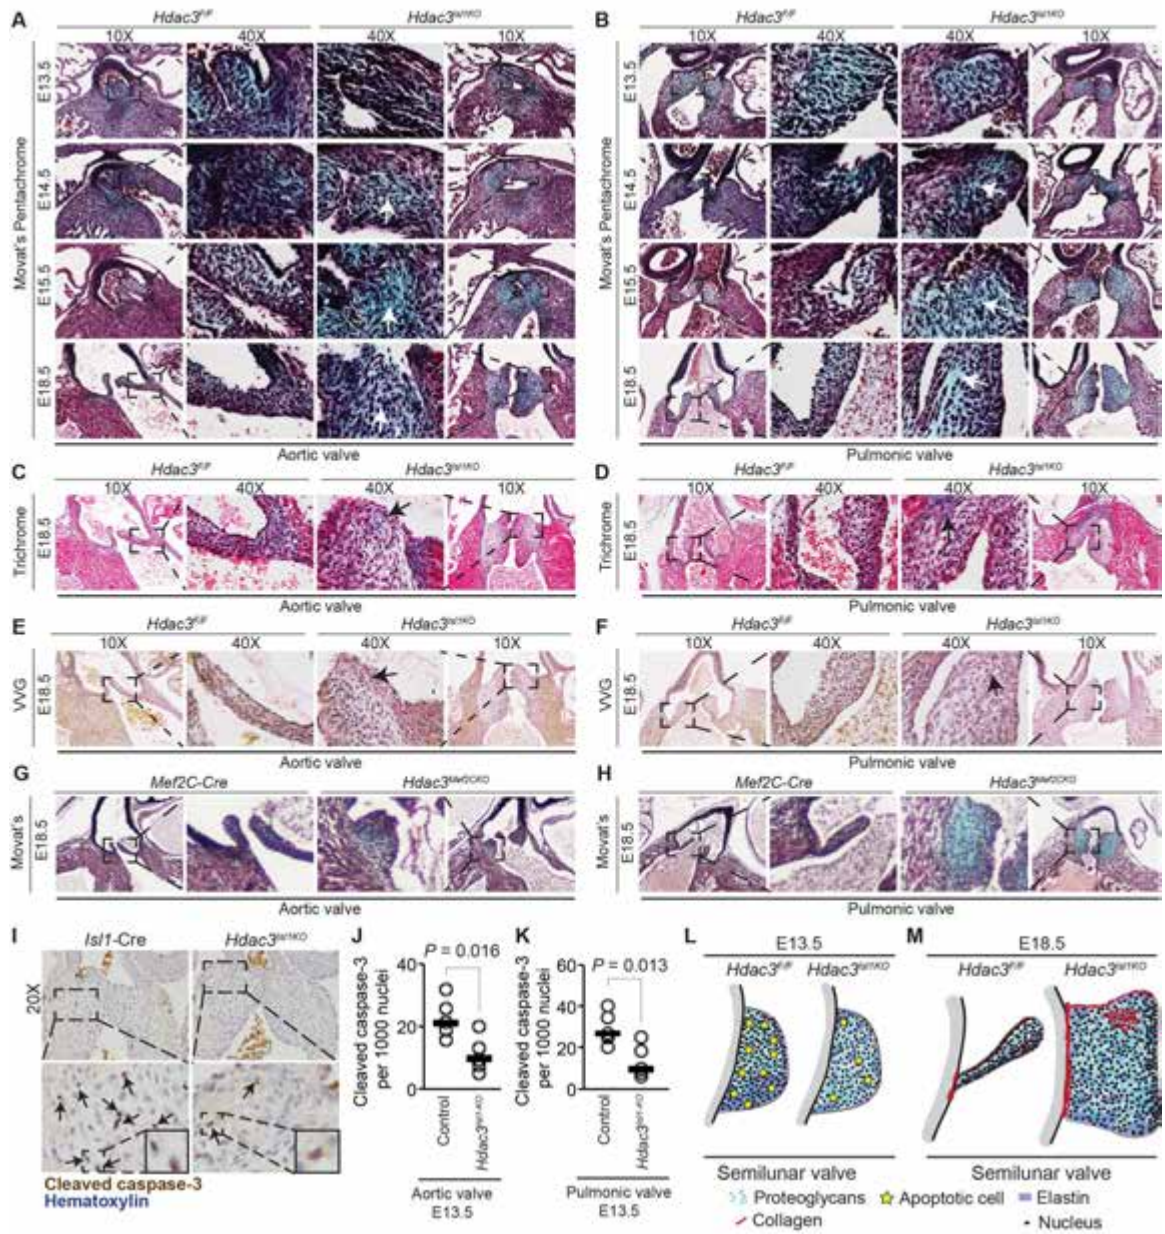 A
Hdac3F/F
Hdac3Isl1KO
10X
40X
40X
10X
Movat's Pentachrome
E13.5
E14.5
E15.5
E18.5
Aortic valve
B
Hdac3F/F
Hdac3Isl1KO
10X
40X
40X
10X
Movat's Pentachrome
E13.5
E14.5
E15.5
E18.5
Pulmonic valve
C
Hdac3F/F
Hdac3Isl1KO
10X
40X
40X
10X
Trichrome
E18.5
Aortic valve
D
Hdac3F/F
Hdac3Isl1KO
10X
40X
40X
10X
Trichrome
E18.5
Pulmonic valve
E
Hdac3F/F
Hdac3Isl1KO
10X
40X
40X
10X
VVG
E18.5
Aortic valve
F
Hdac3F/F
Hdac3Isl1KO
10X
40X
40X
10X
VVG
E18.5
Pulmonic valve
G
Mef2C-Cre
Hdac3Mef2CKO
Movat's
E18.5
Aortic valve
H
Mef2C-Cre
Hdac3Mef2CKO
Movat's
E18.5
Pulmonic valve
I
Isl1-Cre
Hdac3Isl1KO
20X
Cleaved caspase-3
Hematoxylin
J
P = 0.016
Cleaved caspase-3
per 1000 nuclei
40
20
0
Control
Hdac3Isl1-KO
Aortic valve
E13.5
K
P = 0.013
Cleaved caspase-3
per 1000 nuclei
60
40
20
0
Control
Hdac3Isl1-KO
Pulmonic valve
E13.5
L
E13.5
Hdac3F/F
Hdac3Isl1KO
Semilunar valve
M
E18.5
Hdac3F/F
Hdac3Isl1KO
Semilunar valve
Proteoglycans
Apoptotic cell
Elastin
Collagen
Nucleus